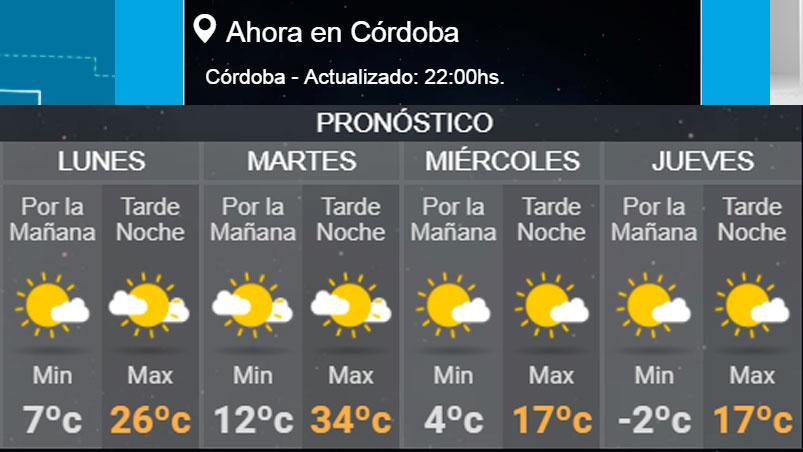 Ahora en Córdoba
Córdoba - Actualizado: 22:00hs.
PRONÓSTICO
LUNES MARTES MIÉRCOLES JUEVES
Por la Tarde Por la Tarde Por la Tarde Por la Tarde
Mañana Noche Mañana Noche Mañana Noche Mañana Noche
Min Max Min Max Min Max Min Max
7ºc 26ºc 12ºc 34ºc 4ºc 17ºc -2ºc 17ºc